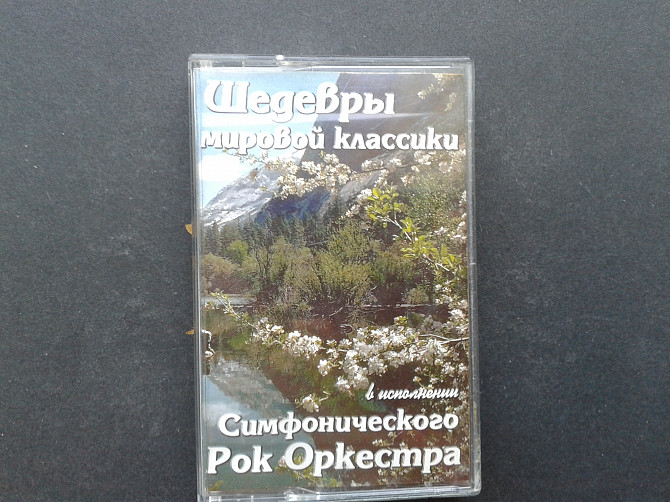 Шедевры
мировой классики
в исполнении
Симфонического
Рок Оркестра